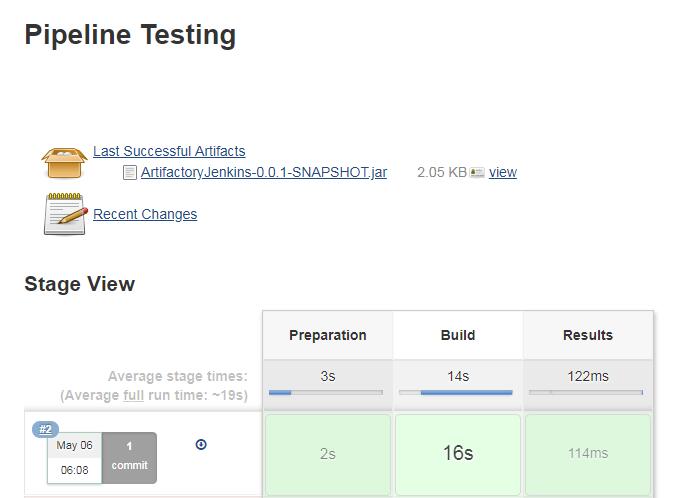 Pipeline Testing
Last Successful Artifacts
ArtifactoryJenkins-0.0.1-SNAPSHOT.jar 2.05 KB view
Recent Changes
Stage View
Preparation Build Results
Average stage times: 3s 14s 122ms
(Average full run time: ~19s)
#2
May 06 1
commit
06:08
2s 16s 114ms